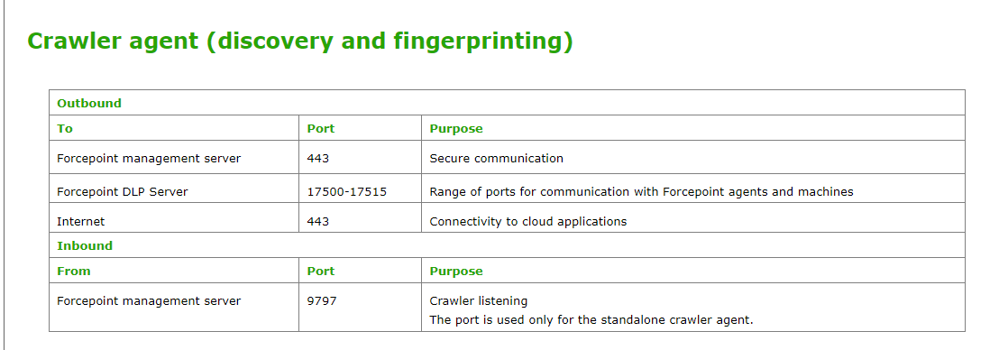 Crawler agent (discovery and fingerprinting)
Outbound
To Port Purpose
Forcepoint management server 443 Secure communication
Forcepoint DLP Server 17500-17515 Range of ports for communication with Forcepoint agents and machines
Internet 443 Connectivity to cloud applications
Inbound
From Port Purpose
Forcepoint management server 9797 Crawler listening
The port is used only for the standalone crawler agent.